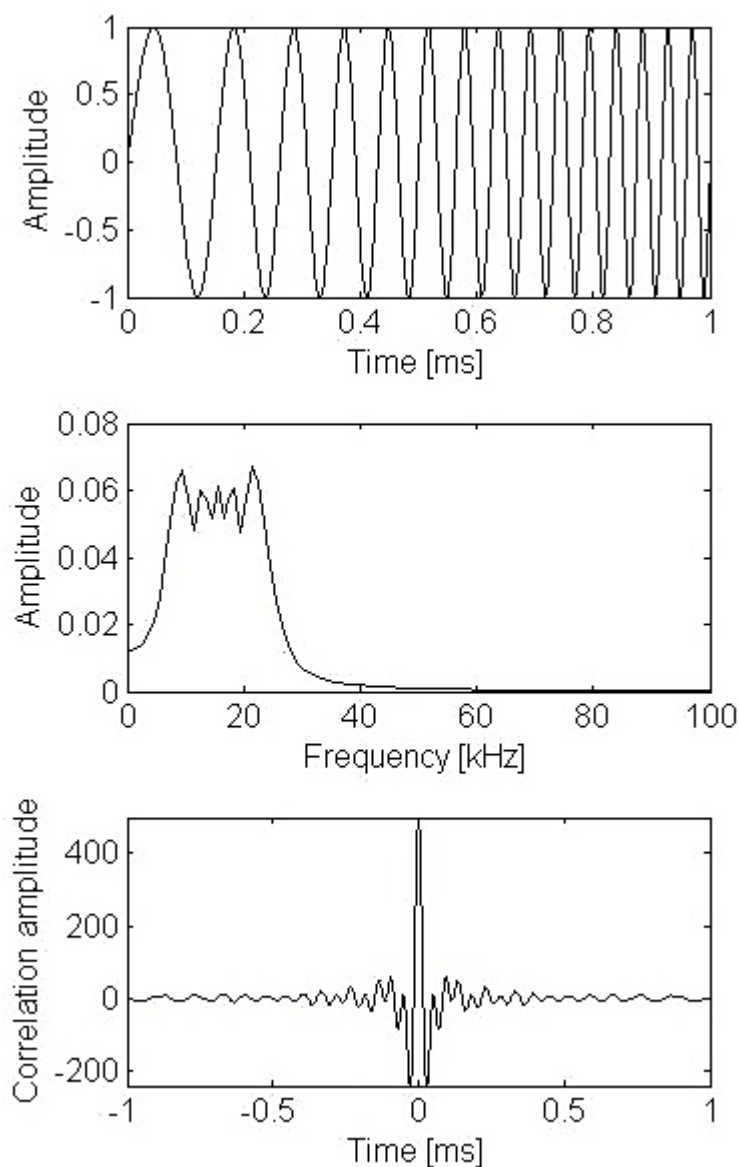 Amplitude
1
0.5
0
-0.5
-1
0 0.2 0.4 0.6 0.8 1
Time [ms]
Amplitude
0.08
0.06
0.04
0.02
0
0 20 40 60 80 100
Frequency [kHz]
Correlation amplitude
400
200
0
-200
-1 -0.5 0 0.5 1
Time [ms]